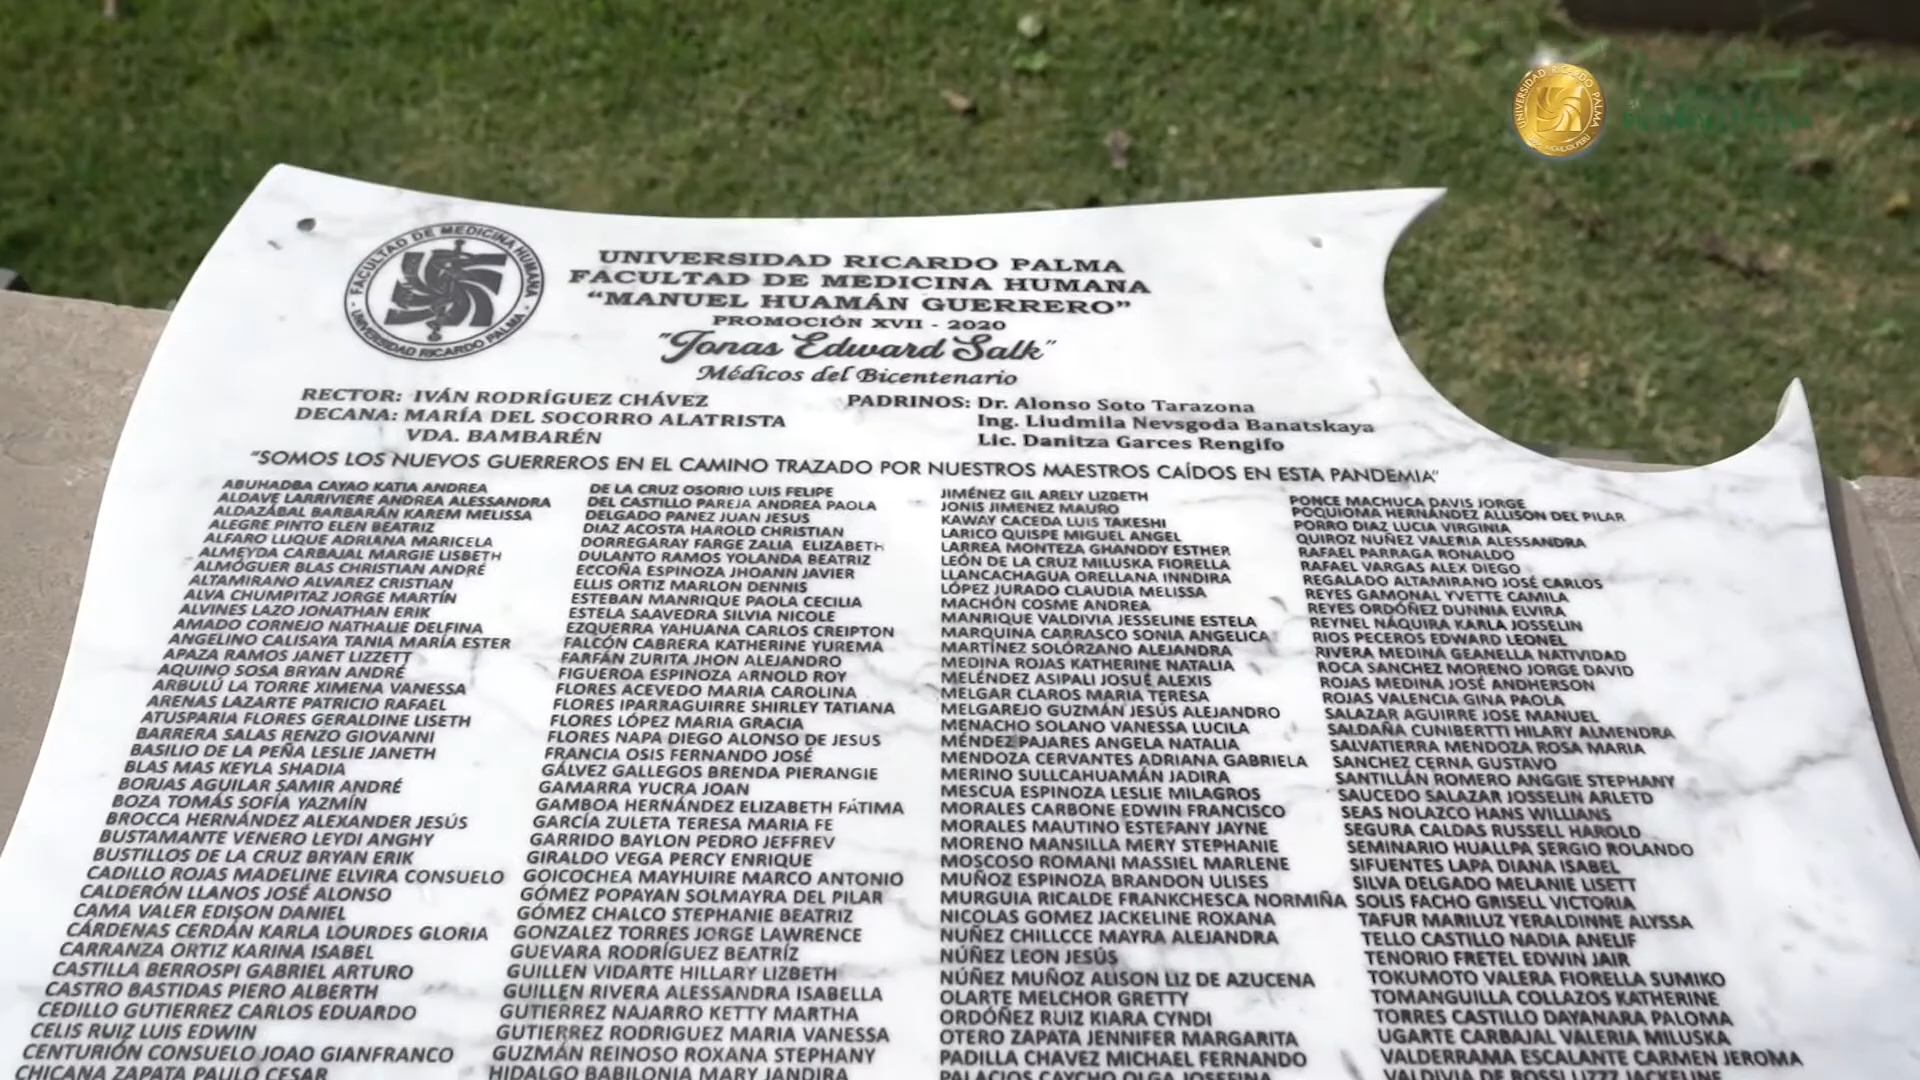 UNIVERSIDAD RICARDO PALMA
FACULTAD DE MEDICINA HUMANA
UNIVERSIDAD RICARDO PALMA
UNIVERSIDAD RICARDO PALMA
FACULTAD DE MEDICINA HUMANA
“MANUEL HUAMÁN GUERRERO”
PROMOCIÓN XVII - 2020
"Jonas Edward Salk"
Médicos del Bicentenario
RECTOR: IVÁN RODRÍGUEZ CHÁVEZ
DECANA: MARÍA DEL SOCORRO ALATRISTA
VDA. BAMBARÉN
PADRINOS: Dr. Alonso Soto Tarazona
Ing. Liudmila Nevsgoda Banatskaya
Lic. Danitza Garces Rengifo
"SOMOS LOS NUEVOS GUERREROS EN EL CAMINO TRAZADO POR NUESTROS MAESTROS CAÍDOS EN ESTA PANDEMIA"
ABUHADBA CAYAO KATIA ANDREA
ALDAVE LARRIVIERE ANDREA ALESSANDRA
ALDAZÁBAL BARBARÁN KAREM MELISSA
ALEGRE PINTO ELEN BEATRIZ
ALFARO LLIQUE ADRIANA MARICELA
ALMEYDA CARBAJAL MARGIE LISBETH
ALMÓGUER BLAS CHRISTIAN ANDRÉ
ALTAMIRANO ALVAREZ CRISTIAN
ALVA CHUMPITAZ JORGE MARTÍN
ALVINES LAZO JONATHAN ERIK
AMADO CORNEJO NATHALIE DELFINA
ANGELINO CALISAYA TANIA MARÍA ESTER
APAZA RAMOS JANET LIZZETT
AQUINO SOSA BRYAN ANDRÉ
ARBULÚ LA TORRE XIMENA VANESSA
ARENAS LAZARTE PATRICIO RAFAEL
ATUSPARIA FLORES GERALDINE LISETH
BARRERA SALAS RENZO GIOVANNI
BASILIO DE LA PEÑA LESLIE JANETH
BLAS MAS KEYLA SHADIA
BORJAS AGUILAR SAMIR ANDRÉ
BOZA TOMÁS SOFÍA YAZMÍN
BROCCA HERNÁNDEZ ALEXANDER JESÚS
BUSTAMANTE VENERO LEYDI ANGHY
BUSTILLOS DE LA CRUZ BRYAN ERIK
CADILLO ROJAS MADELINE ELVIRA CONSUELO
CALDERÓN LLANOS JOSÉ ALONSO
CAMA VALER EDISON DANIEL
CÁRDENAS CERDÁN KARLA LOURDES GLORIA
CARRANZA ORTIZ KARINA ISABEL
CASTILLA BERROSPI GABRIEL ARTURO
CASTRO BASTIDAS PIERO ALBERTH
CEDILLO GUTIERREZ CARLOS EDUARDO
CELIS RUIZ LUIS EDWIN
CENTURIÓN CONSUELO JOAO GIANFRANCO
CHICANA ZAPATA PAULO CESAR
DE LA CRUZ OSORIO LUIS FELIPE
DEL CASTILLO PAREJA ANDREA PAOLA
DELGADO PANEZ JUAN JESUS
DIAZ ACOSTA HAROLD CHRISTIAN
DORREGARAY FARGE ZALIA ELIZABETH
DULANTO RAMOS YOLANDA BEATRIZ
ECCOÑA ESPINOZA JHOANN JAVIER
ELLIS ORTIZ MARLON DENNIS
ESTEBAN MANRIQUE PAOLA CECILIA
ESTELA SAAVEDRA SILVIA NICOLE
EZQUERRA YAHUANA CARLOS CREIPTON
FALCÓN CABRERA KATHERINE YUREMA
FARFÁN ZURITA JHON ALEJANDRO
FIGUEROA ESPINOZA ARNOLD ROY
FLORES ACEVEDO MARIA CAROLINA
FLORES IPARRAGUIRRE SHIRLEY TATIANA
FLORES LÓPEZ MARIA GRACIA
FLORES NAPA DIEGO ALONSO DE JESUS
FRANCIA OSIS FERNANDO JOSÉ
GÁLVEZ GALLEGOS BRENDA PIERANGIE
GAMARRA YUCRA JOAN
GAMBOA HERNÁNDEZ ELIZABETH FÁTIMA
GARCÍA ZULETA TERESA MARIA FE
GARRIDO BAYLON PEDRO JEFFREV
GIRALDO VEGA PERCY ENRIQUE
GOICOCHEA MAYHUIRE MARCO ANTONIO
GÓMEZ POPAYAN SOLMAYRA DEL PILAR
GÓMEZ CHALCO STEPHANIE BEATRIZ
GONZALEZ TORRES JORGE LAWRENCE
GUEVARA RODRÍGUEZ BEATRÍZ
GUILLEN VIDARTE HILLARY LIZBETH
GUILLEN RIVERA ALESSANDRA ISABELLA
GUTIERREZ NAJARRO KETTY MARTHA
GUTIERREZ RODRIGUEZ MARIA VANESSA
GUZMÁN REINOSO ROXANA STEPHANY
HIDALGO BABILONIA MARY JANDIRA
JIMÉNEZ GIL ARELY LIZBETH
JONIS JIMENEZ MAURO
KAWAY CACEDA LUIS TAKESHI
LARICO QUISPE MIGUEL ANGEL
LARREA MONTEZA GHANDDY ESTHER
LEÓN DE LA CRUZ MILUSKA FIORELLA
LLANCACHAGUA ORELLANA INNDIRA
LÓPEZ JURADO CLAUDIA MELISSA
MACHÓN COSME ANDREA
MANRIQUE VALDIVIA JESSELINE ESTELA
MARQUINA CARRASCO SONIA ANGELICA
MARTÍNEZ SOLÓRZANO ALEJANDRA
MEDINA ROJAS KATHERINE NATALIA
MELÉNDEZ ASIPALI JOSUÉ ALEXIS
MELGAR CLAROS MARIA TERESA
MELGAREJO GUZMÁN JESÚS ALEJANDRO
MENACHO SOLANO VANESSA LUCILA
MÉNDEZ PAJARES ANGELA NATALIA
MENDOZA CERVANTES ADRIANA GABRIELA
MERINO SULLCAHUAMÁN JADIRA
MESCUA ESPINOZA LESLIE MILAGROS
MORALES CARBONE EDWIN FRANCISCO
MORALES MAUTINO ESTEFANY JAYNE
MORENO MANSILLA MERY STEPHANIE
MOSCOSO ROMANI MASSIEL MARLENE
MUÑOZ ESPINOZA BRANDON ULISES
MURGUIA RICALDE FRANKCHESCA NORMIÑA
NICOLAS GOMEZ JACKELINE ROXANA
NUÑEZ CHILLCCE MAYRA ALEJANDRA
NÚÑEZ LEON JESÚS
NÚÑEZ MUÑOZ ALISON LIZ DE AZUCENA
OLARTE MELCHOR GRETTY
ORDÓÑEZ RUIZ KIARA CYNDI
OTERO ZAPATA JENNIFER MARGARITA
PADILLA CHAVEZ MICHAEL FERNANDO
PALACIOS CAYCHO OLGA JOSEFINA
PONCE MACHUCA DAVIS JORGE
POQUIOMA HERNÁNDEZ ALLISON DEL PILAR
PORRO DIAZ LUCIA VIRGINIA
QUIROZ NUÑEZ VALERIA ALESSANDRA
RAFAEL PARRAGA RONALDO
RAFAEL VARGAS ALEX DIEGO
REGALADO ALTAMIRANO JOSÉ CARLOS
REYES GAMONAL YVETTE CAMILA
REYES ORDÓÑEZ DUNNIA ELVIRA
REYNEL NÁQUIRA KARLA JOSSELIN
RIOS PECEROS EDWARD LEONEL
RIVERA MEDINA GEANELLA NATIVIDAD
ROCA SANCHEZ MORENO JORGE DAVID
ROJAS MEDINA JOSÉ ANDHERSON
ROJAS VALENCIA GINA PAOLA
SALAZAR AGUIRRE JOSE MANUEL
SALDAÑA CUNIBERTTI HILARY ALMENDRA
SALVATIERRA MENDOZA ROSA MARIA
SANCHEZ CERNA GUSTAVO
SANTILLÁN ROMERO ANGGIE STEPHANY
SAUCEDO SALAZAR JOSSELIN ARLETD
SEAS NOLAZCO HANS WILLIANS
SEGURA CALDAS RUSSELL HAROLD
SEMINARIO HUALLPA SERGIO ROLANDO
SIFUENTES LAPA DIANA ISABEL
SILVA DELGADO MELANIE LISETT
SOLIS FACHO GRISELL VICTORIA
TAFUR MARILUZ YERALDINNE ALYSSA
TELLO CASTILLO NADIA ANELIF
TENORIO FRETEL EDWIN JAIR
TOKUMOTO VALERA FIORELLA SUMIKO
TOMANGUILLA COLLAZOS KATHERINE
TORRES CASTILLO DAYANARA PALOMA
UGARTE CARBAJAL VALERIA MILUSKA
VALDERRAMA ESCALANTE CARMEN JEROMA
VALDIVIA DE ROSSI LIZZZ JACKELINE